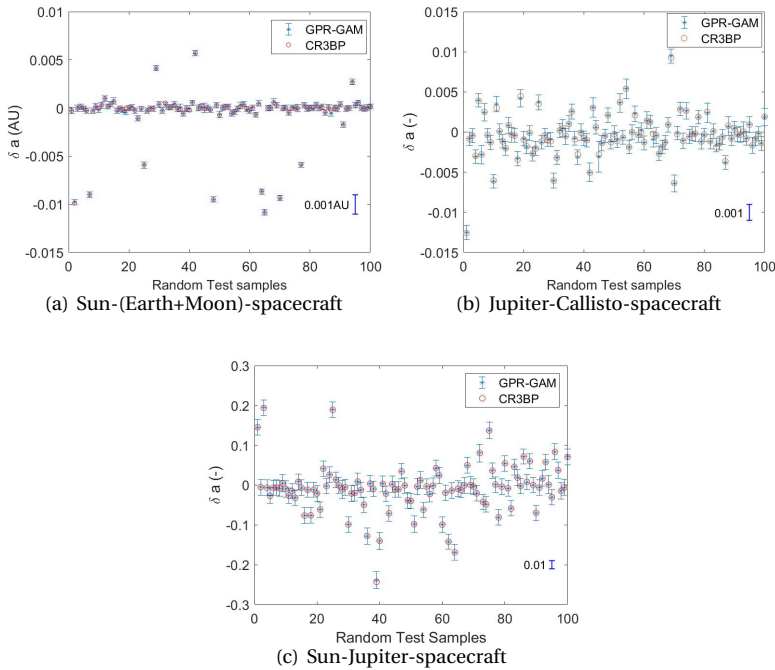 0.01
GPR-GAM
CR3BP
0.005
0
-0.005
-0.01
-0.015
δ a (AU)
0.001AU
0 20 40 60 80 100
Random Test samples
(a) Sun-(Earth+Moon)-spacecraft
0.015
GPR-GAM
CR3BP
0.01
0.005
0
-0.005
-0.01
-0.015
δ a (-)
0.001
0 20 40 60 80 100
Random Test samples
(b) Jupiter-Callisto-spacecraft
0.3
GPR-GAM
CR3BP
0.2
0.1
0
-0.1
-0.2
-0.3
δ a (-)
0.01
0 20 40 60 80 100
Random Test Samples
(c) Sun-Jupiter-spacecraft